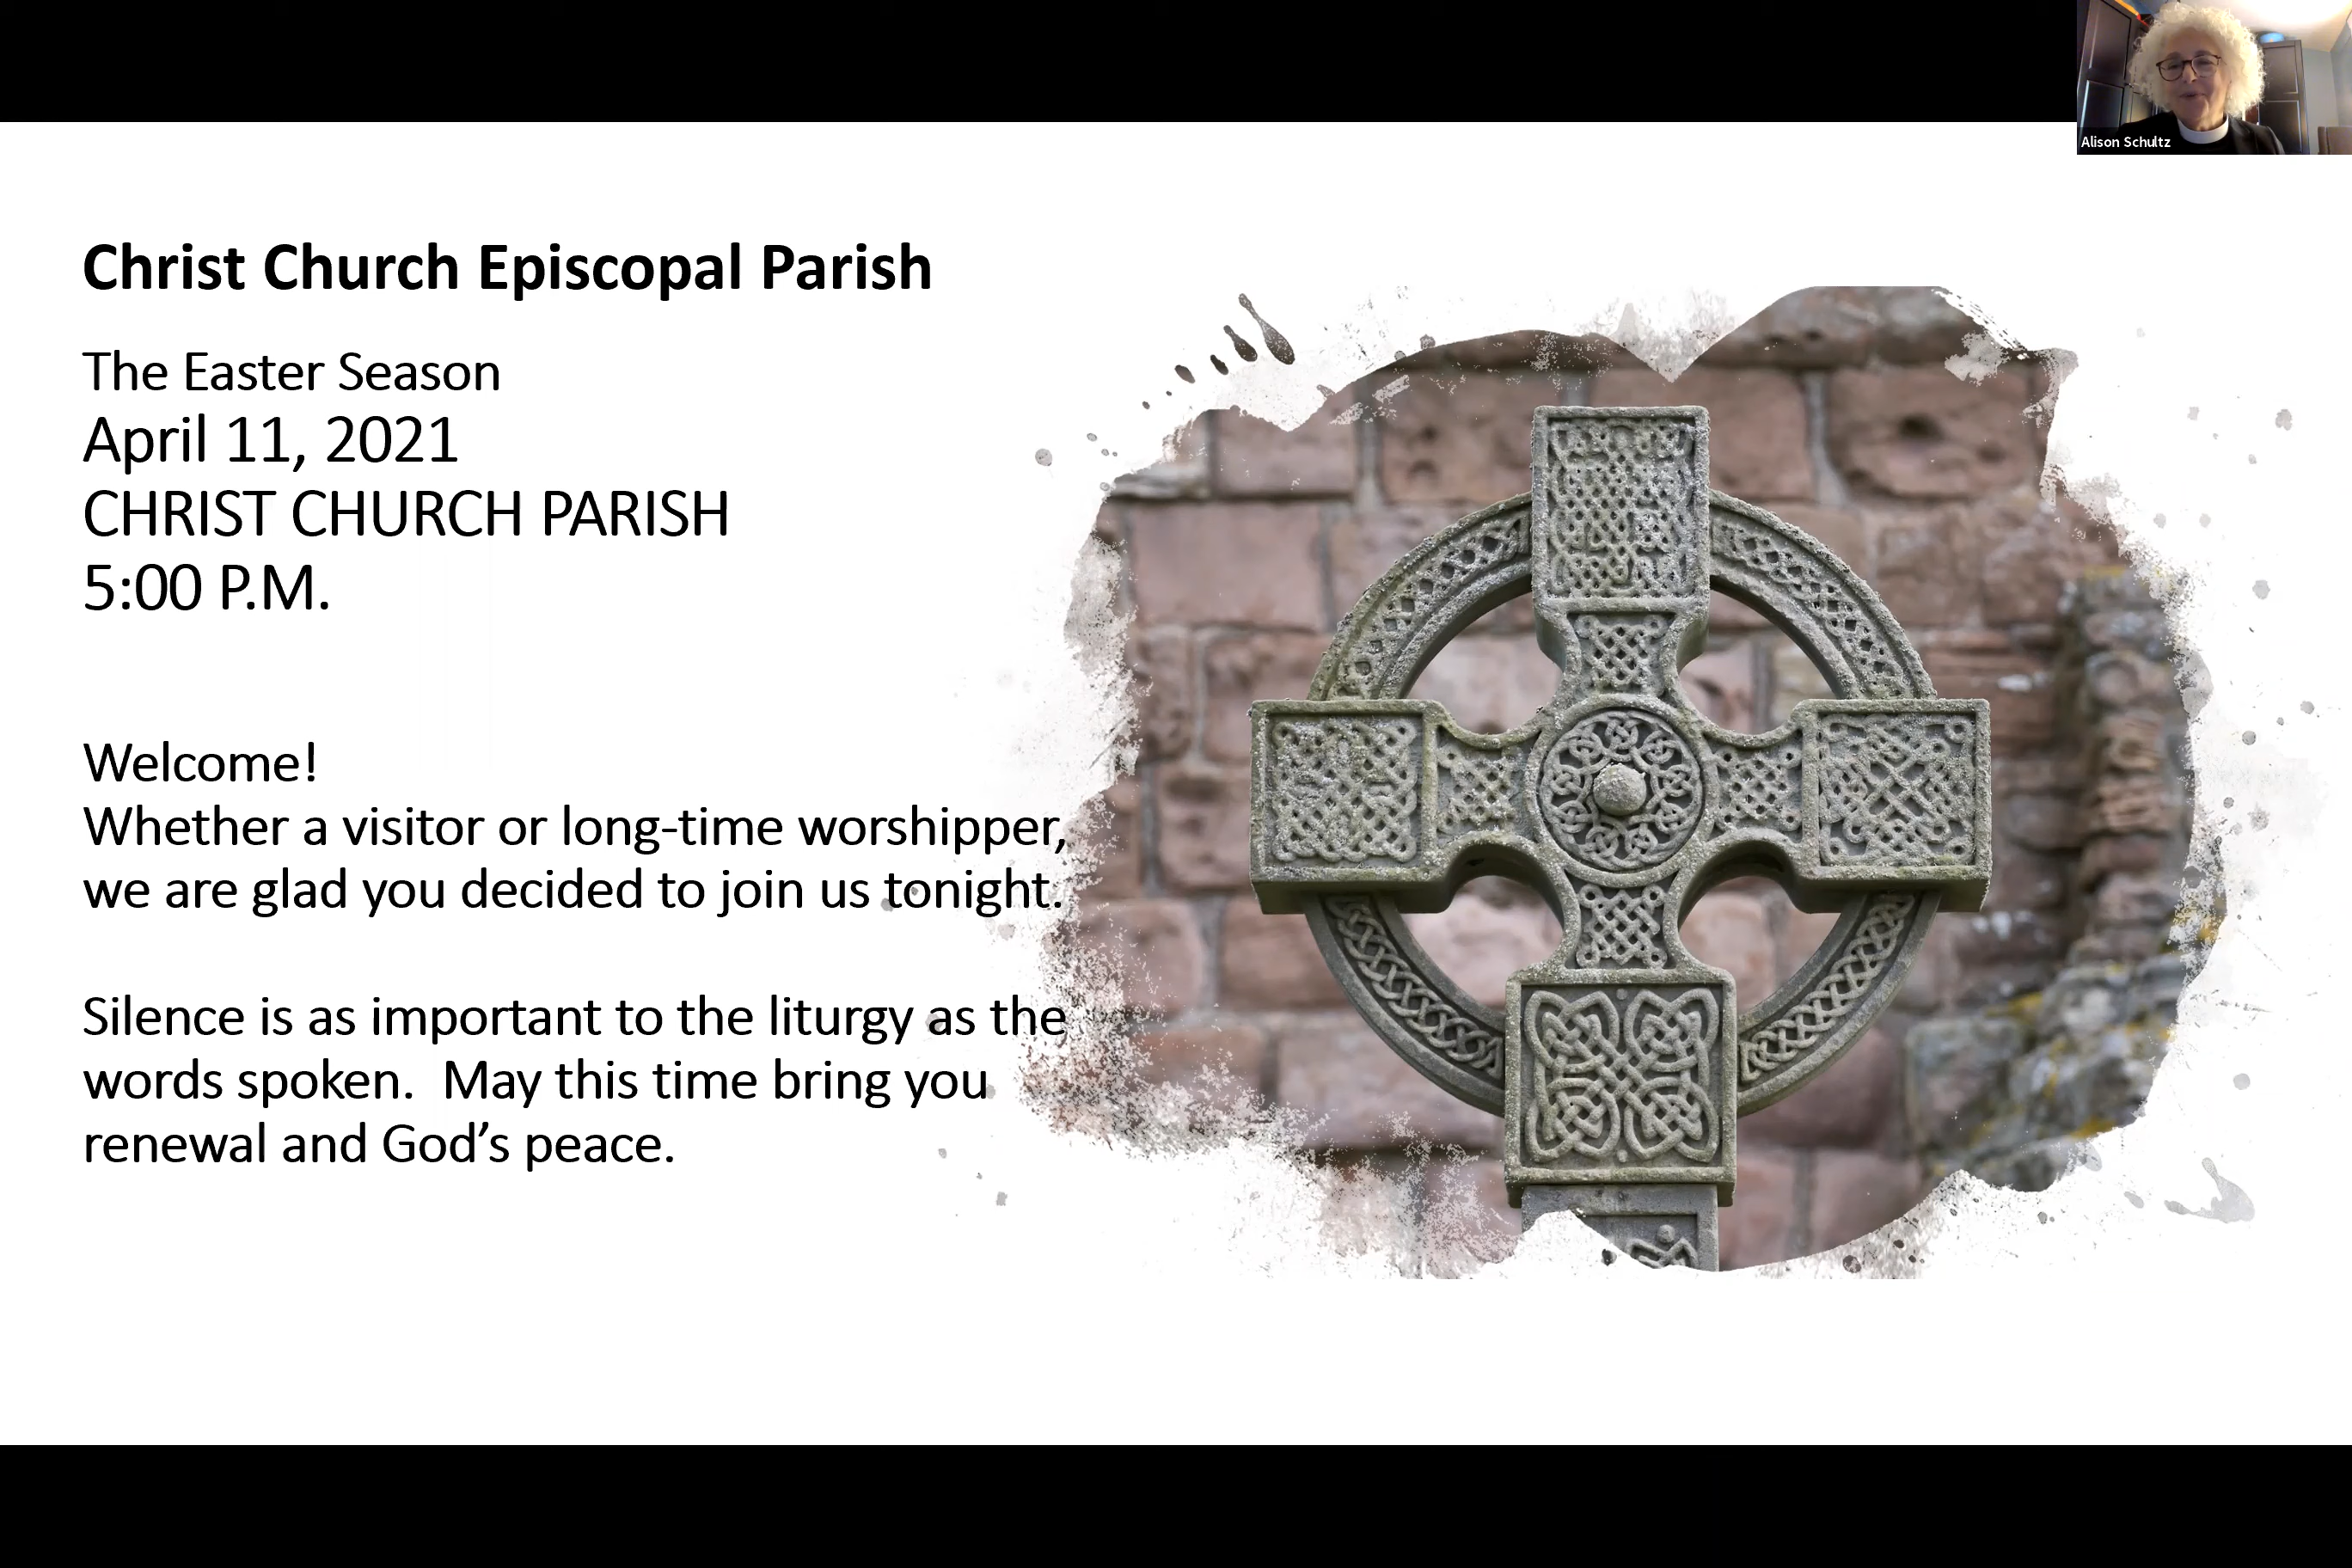 Alison Schultz
Christ Church Episcopal Parish
The Easter Season
April 11, 2021
CHRIST CHURCH PARISH
5:00 P.M.
Welcome!
Whether a visitor or long-time worshipper,
we are glad you decided to join us tonight.
Silence is as important to the liturgy as the
words spoken.  May this time bring you
renewal and God’s peace.